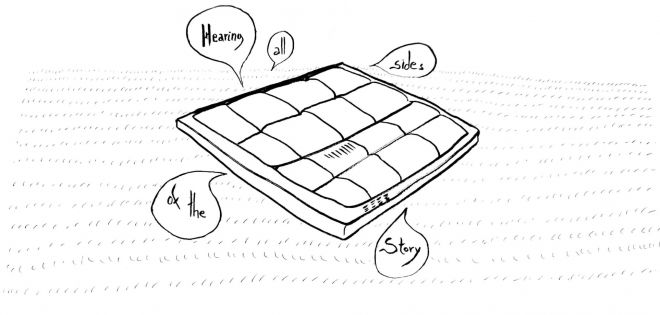 Hearing
all
sides
of the
Story